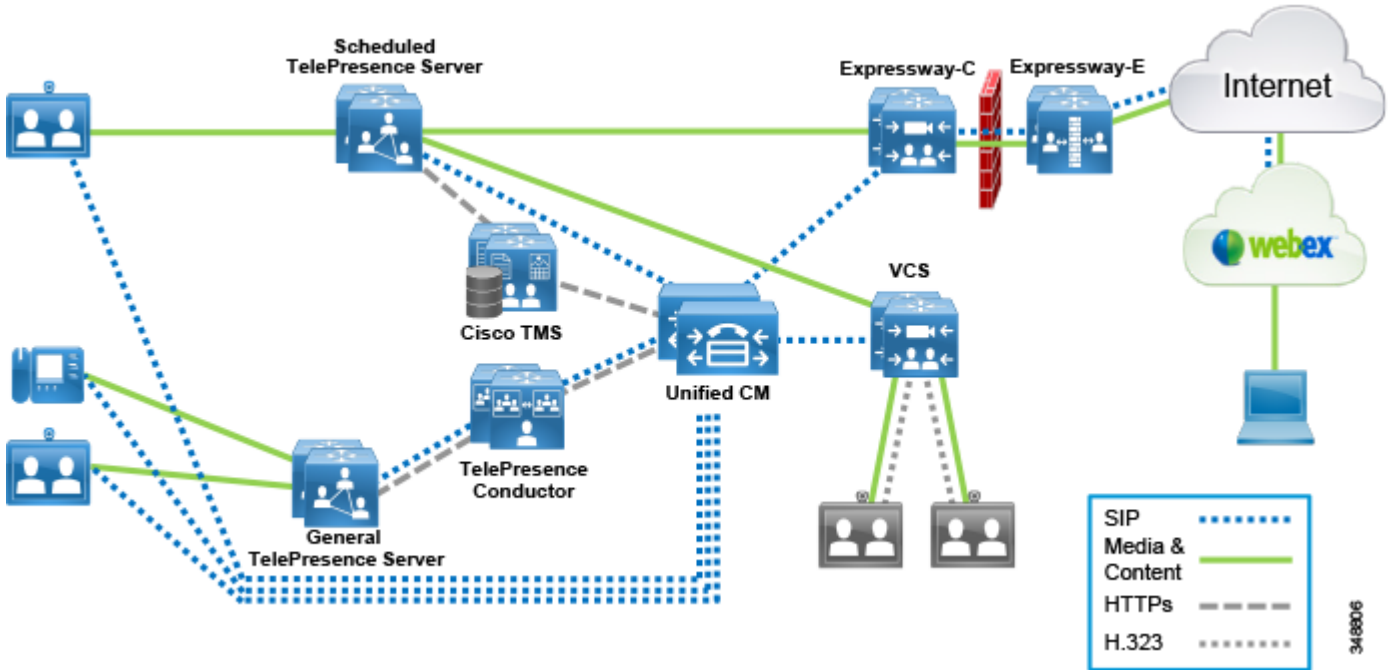 Scheduled
TelePresence Server
Expressway-C
Expressway-E
Internet
webex
Cisco TMS
VCS
Unified CM
TelePresence
Conductor
General
TelePresence Server
SIP
Media &
Content
HTTPs
H.323
348806